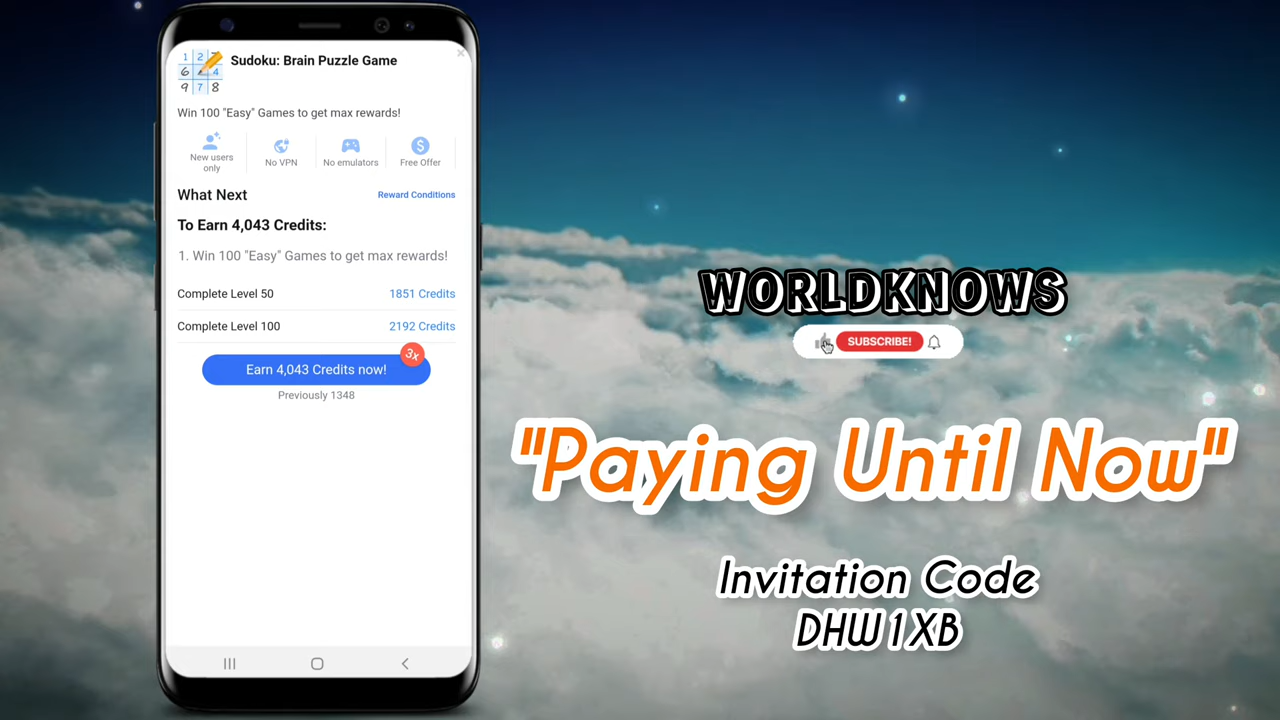 Sudoku: Brain Puzzle Game
Win 100 "Easy" Games to get max rewards!
New users only
No VPN
No emulators
Free Offer
What Next
Reward Conditions
To Earn 4,043 Credits:
1. Win 100 "Easy" Games to get max rewards!
Complete Level 50
1851 Credits
Complete Level 100
2192 Credits
3x
Earn 4,043 Credits now!
Previously 1348
WORLDKNOWS
SUBSCRIBE!
"Paying Until Now"
Invitation Code
DHW1XB